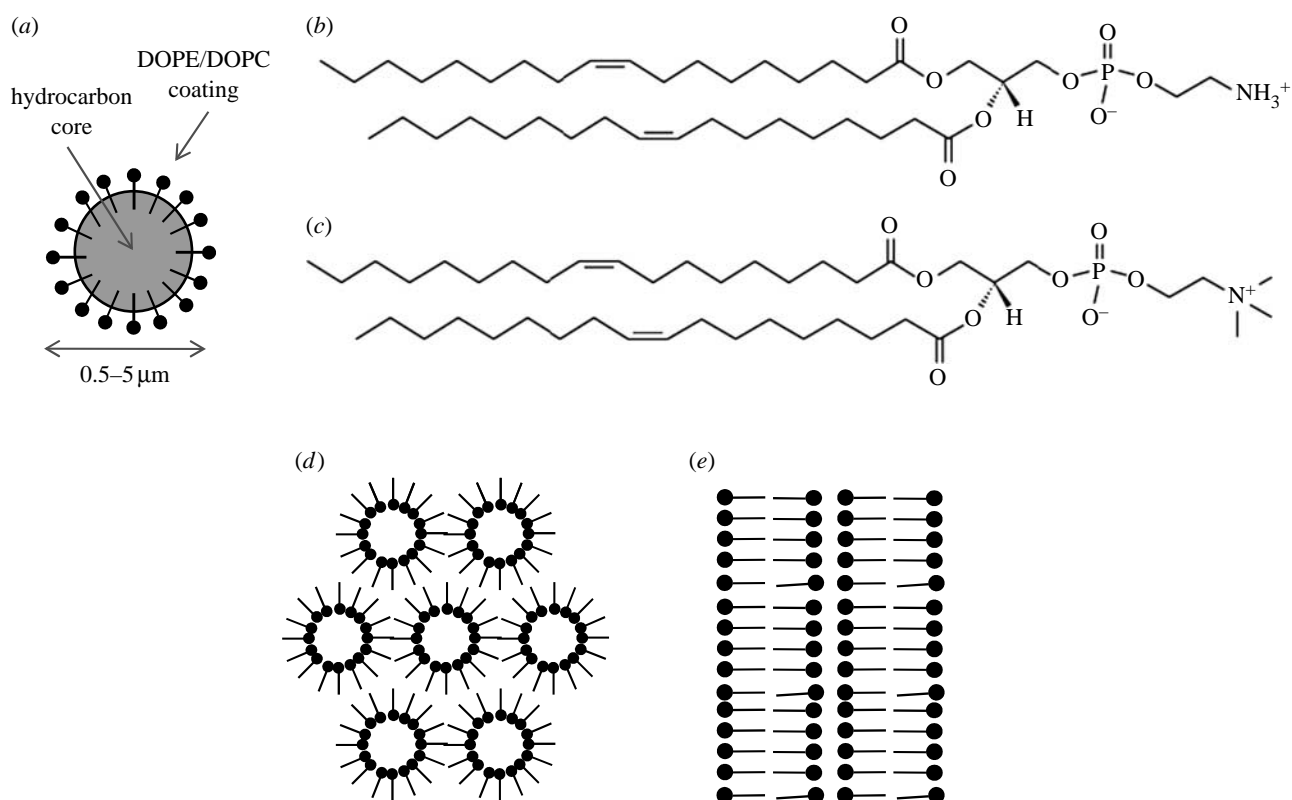 (a)
DOPE/DOPC
coating
hydrocarbon
core
0.5–5 μm
(b)
O
O
O
O
H
O
P
O⁻
O
O
NH₃⁺
(c)
O
O
O
O
H
O
P
O⁻
O
O
N⁺
(d)
(e)